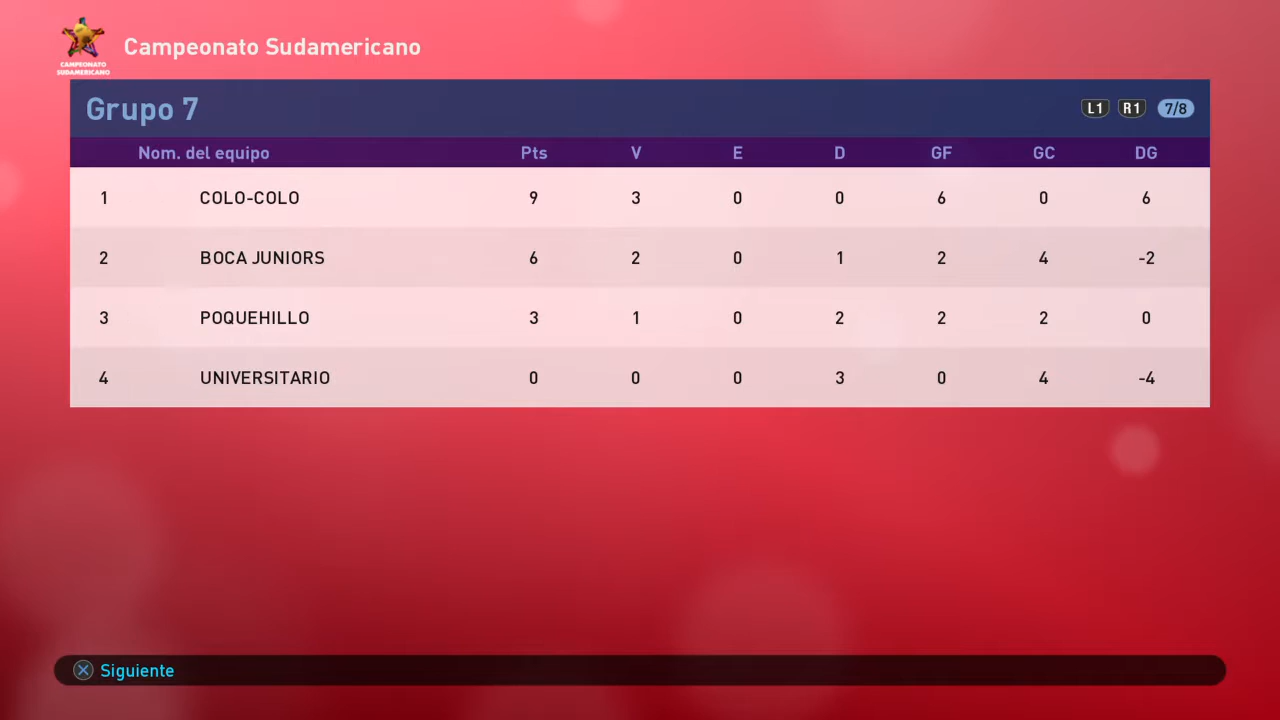 CAMPEONATO
SUDAMERICANO
Campeonato Sudamericano
Grupo 7 L1 R1 7/8
Nom. del equipo Pts V E D GF GC DG
1 COLO-COLO 9 3 0 0 6 0 6
2 BOCA JUNIORS 6 2 0 1 2 4 -2
3 POQUEHILLO 3 1 0 2 2 2 0
4 UNIVERSITARIO 0 0 0 3 0 4 -4
Siguiente